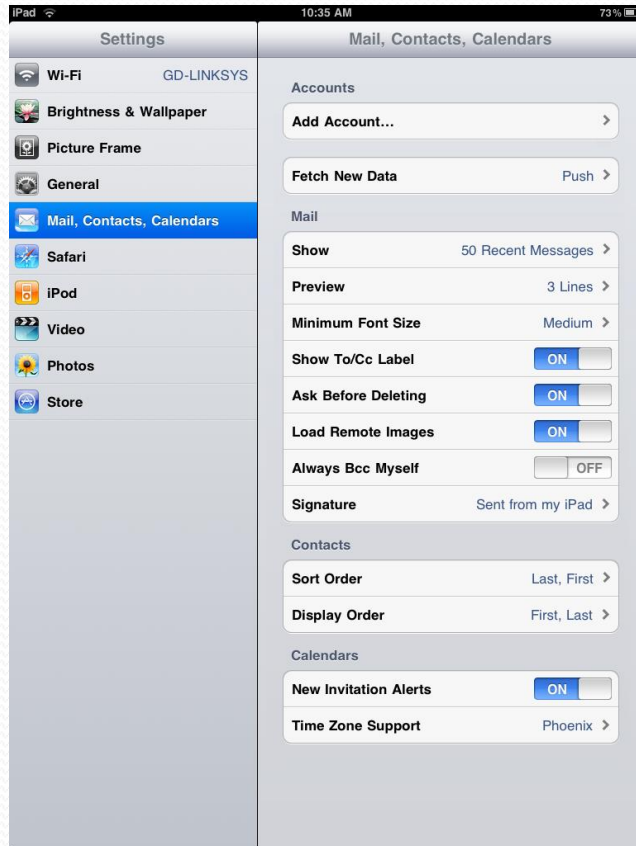 iPad 10:35 AM 73%
Settings
Wi-Fi GD-LINKSYS
Brightness & Wallpaper
Picture Frame
General
Mail, Contacts, Calendars
Safari
iPod
Video
Photos
Store
Mail, Contacts, Calendars
Accounts
Add Account...
Fetch New Data Push
Mail
Show 50 Recent Messages
Preview 3 Lines
Minimum Font Size Medium
Show To/Cc Label ON
Ask Before Deleting ON
Load Remote Images ON
Always Bcc Myself OFF
Signature Sent from my iPad
Contacts
Sort Order Last, First
Display Order First, Last
Calendars
New Invitation Alerts ON
Time Zone Support Phoenix